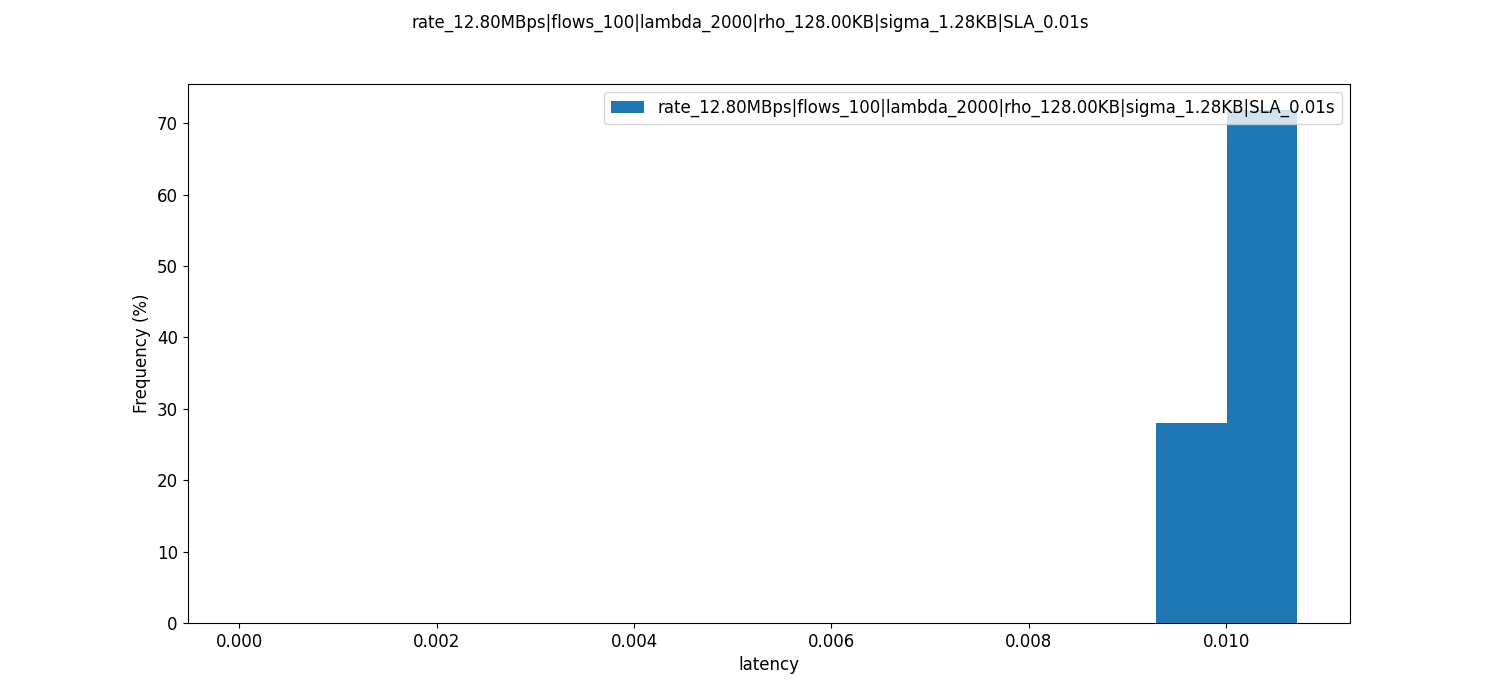 rate_12.80MBps|flows_100|lambda_2000|rho_128.00KB|sigma_1.28KB|SLA_0.01s
rate_12.80MBps|flows_100|lambda_2000|rho_128.00KB|sigma_1.28KB|SLA_0.01s
70
60
50
40
30
20
10
0
Frequency (%)
0.000 0.002 0.004 0.006 0.008 0.010
latency